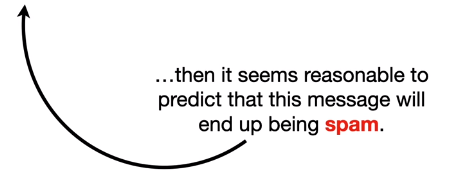 …then it seems reasonable to
predict that this message will
end up being spam.